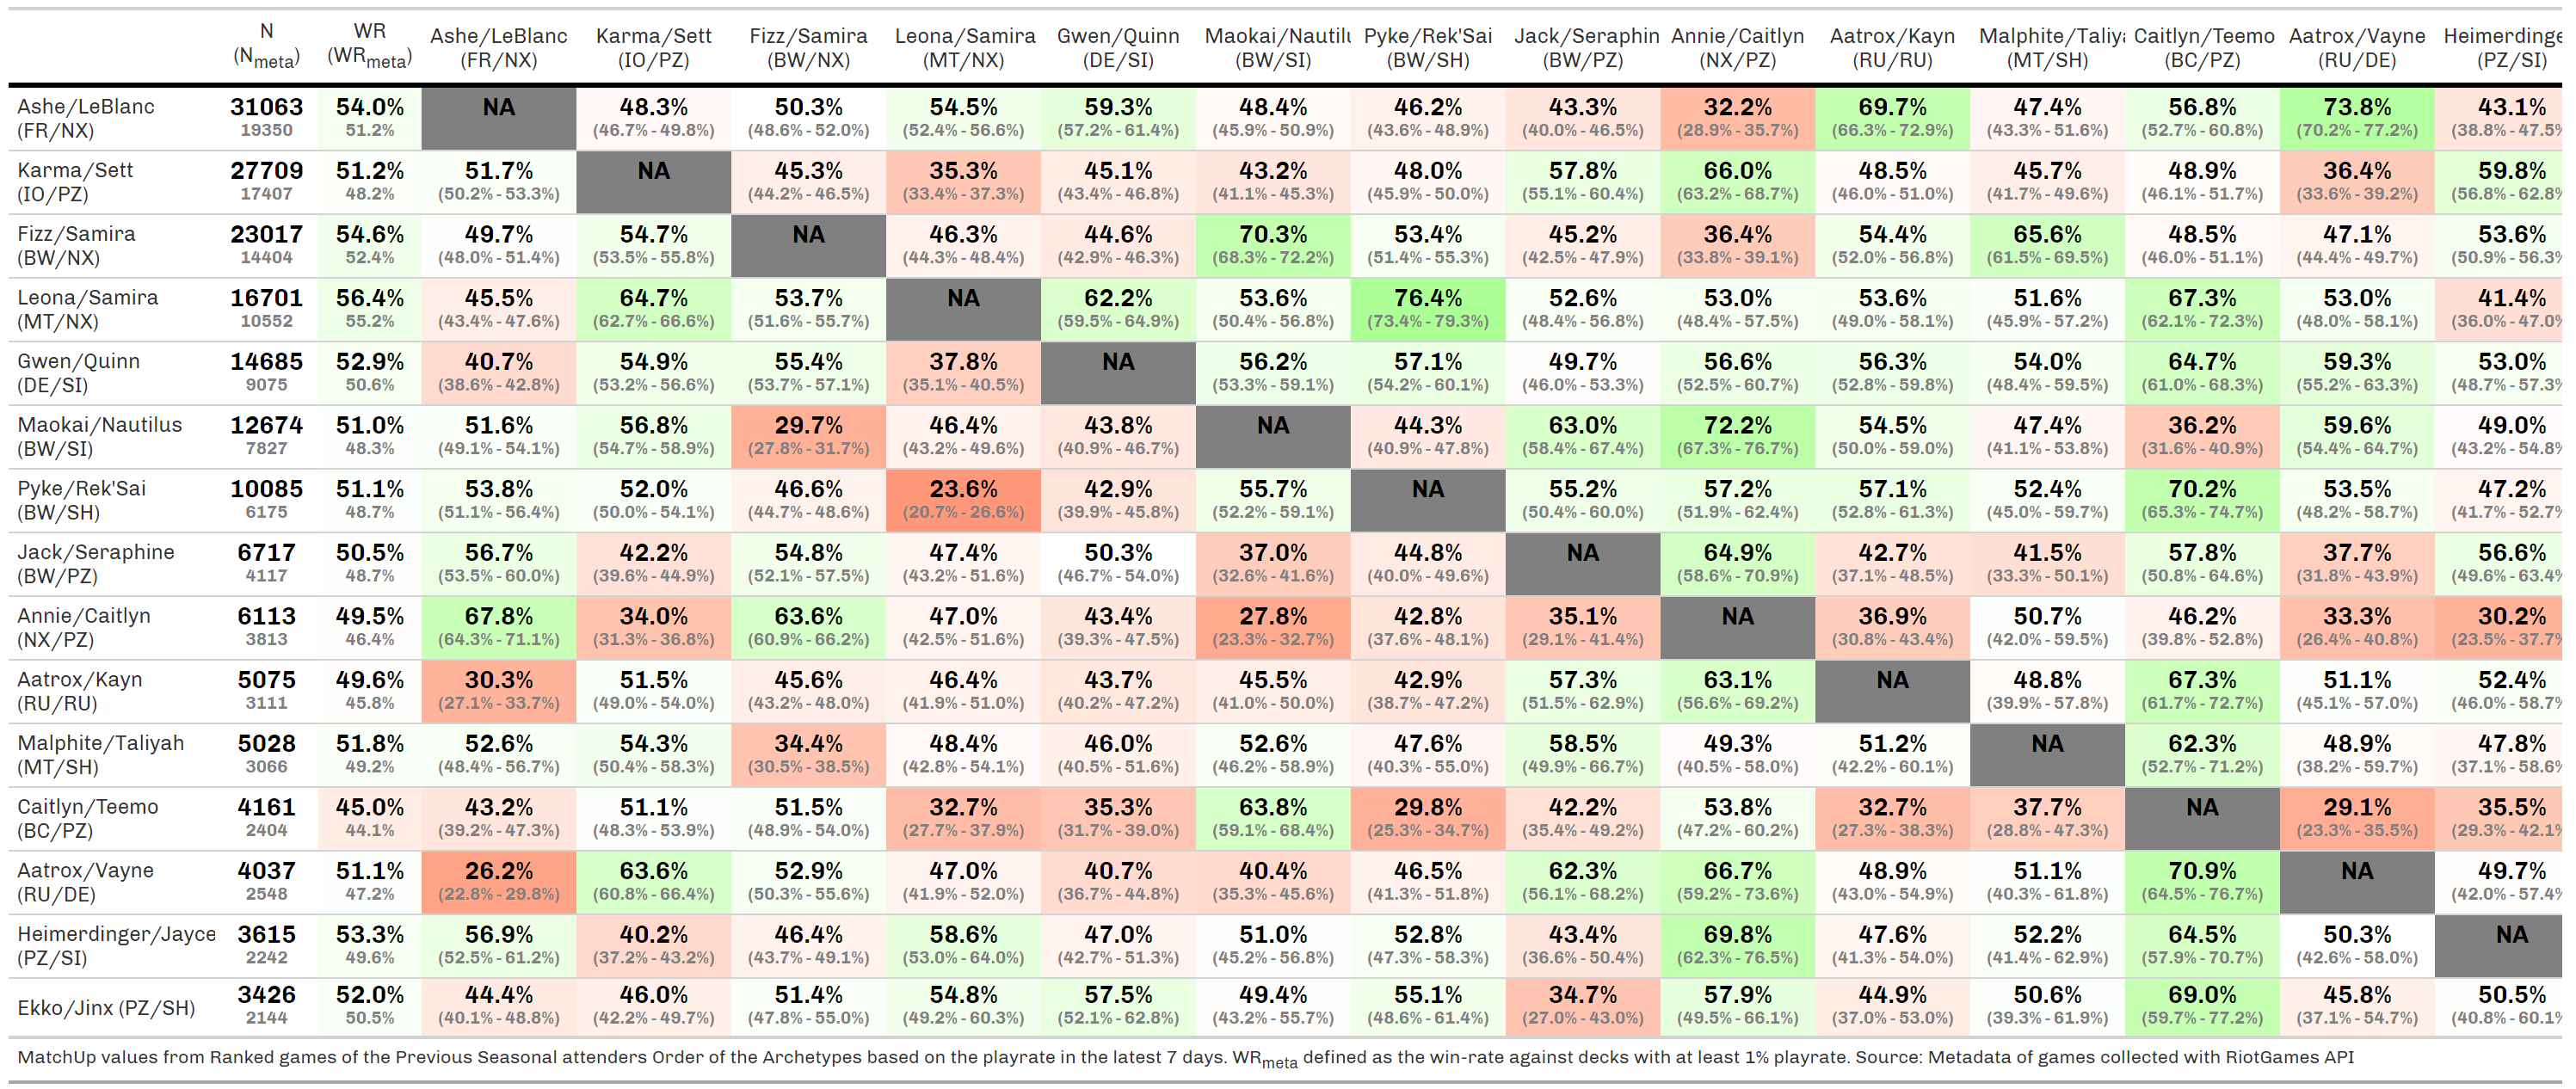 N WR Ashe/LeBlanc Karma/Sett Fizz/Samira Leona/Samira Gwen/Quinn Maokai/Nautilu Pyke/Rek'Sai Jack/Seraphin Annie/Caitlyn Aatrox/Kayn Malphite/Taliya Caitlyn/Teemo Aatrox/Vayne Heimerdinge
(Nmeta) (WRmeta) (FR/NX) (IO/PZ) (BW/NX) (MT/NX) (DE/SI) (BW/SI) (BW/SH) (BW/PZ) (NX/PZ) (RU/RU) (MT/SH) (BC/PZ) (RU/DE) (PZ/SI)
Ashe/LeBlanc 31063 54.0% NA 48.3% 50.3% 54.5% 59.3% 48.4% 46.2% 43.3% 32.2% 69.7% 47.4% 56.8% 73.8% 43.1%
(FR/NX) 19350 51.2% (46.7% - 49.8%) (48.6% - 52.0%) (52.4% - 56.6%) (57.2% - 61.4%) (45.9% - 50.9%) (43.6% - 48.9%) (40.0% - 46.5%) (28.9% - 35.7%) (66.3% - 72.9%) (43.3% - 51.6%) (52.7% - 60.8%) (70.2% - 77.2%) (38.8% - 47.5%
Karma/Sett 27709 51.2% 51.7% NA 45.3% 35.3% 45.1% 43.2% 48.0% 57.8% 66.0% 48.5% 45.7% 48.9% 36.4% 59.8%
(IO/PZ) 17407 48.2% (50.2% - 53.3%) (44.2% - 46.5%) (33.4% - 37.3%) (43.4% - 46.8%) (41.1% - 45.3%) (45.9% - 50.0%) (55.1% - 60.4%) (63.2% - 68.7%) (46.0% - 51.0%) (41.7% - 49.6%) (46.1% - 51.7%) (33.6% - 39.2%) (56.8% - 62.8%
Fizz/Samira 23017 54.6% 49.7% 54.7% NA 46.3% 44.6% 70.3% 53.4% 45.2% 36.4% 54.4% 65.6% 48.5% 47.1% 53.6%
(BW/NX) 14404 52.4% (48.0% - 51.4%) (53.5% - 55.8%) (44.3% - 48.4%) (42.9% - 46.3%) (68.3% - 72.2%) (51.4% - 55.3%) (42.5% - 47.9%) (33.8% - 39.1%) (52.0% - 56.8%) (61.5% - 69.5%) (46.0% - 51.1%) (44.4% - 49.7%) (50.9% - 56.3%
Leona/Samira 16701 56.4% 45.5% 64.7% 53.7% NA 62.2% 53.6% 76.4% 52.6% 53.0% 53.6% 51.6% 67.3% 53.0% 41.4%
(MT/NX) 10552 55.2% (43.4% - 47.6%) (62.7% - 66.6%) (51.6% - 55.7%) (59.5% - 64.9%) (50.4% - 56.8%) (73.4% - 79.3%) (48.4% - 56.8%) (48.4% - 57.5%) (49.0% - 58.1%) (45.9% - 57.2%) (62.1% - 72.3%) (48.0% - 58.1%) (36.0% - 47.0%
Gwen/Quinn 14685 52.9% 40.7% 54.9% 55.4% 37.8% NA 56.2% 57.1% 49.7% 56.6% 56.3% 54.0% 64.7% 59.3% 53.0%
(DE/SI) 9075 50.6% (38.6% - 42.8%) (53.2% - 56.6%) (53.7% - 57.1%) (35.1% - 40.5%) (53.3% - 59.1%) (54.2% - 60.1%) (46.0% - 53.3%) (52.5% - 60.7%) (52.8% - 59.8%) (48.4% - 59.5%) (61.0% - 68.3%) (55.2% - 63.3%) (48.7% - 57.3%
Maokai/Nautilus 12674 51.0% 51.6% 56.8% 29.7% 46.4% 43.8% NA 44.3% 63.0% 72.2% 54.5% 47.4% 36.2% 59.6% 49.0%
(BW/SI) 7827 48.3% (49.1% - 54.1%) (54.7% - 58.9%) (27.8% - 31.7%) (43.2% - 49.6%) (40.9% - 46.7%) (40.9% - 47.8%) (58.4% - 67.4%) (67.3% - 76.7%) (50.0% - 59.0%) (41.1% - 53.8%) (31.6% - 40.9%) (54.4% - 64.7%) (43.2% - 54.8%
Pyke/Rek'Sai 10085 51.1% 53.8% 52.0% 46.6% 23.6% 42.9% 55.7% NA 55.2% 57.2% 57.1% 52.4% 70.2% 53.5% 47.2%
(BW/SH) 6175 48.7% (51.1% - 56.4%) (50.0% - 54.1%) (44.7% - 48.6%) (20.7% - 26.6%) (39.9% - 45.8%) (52.2% - 59.1%) (50.4% - 60.0%) (51.9% - 62.4%) (52.8% - 61.3%) (45.0% - 59.7%) (65.3% - 74.7%) (48.2% - 58.7%) (41.7% - 52.7%
Jack/Seraphine 6717 50.5% 56.7% 42.2% 54.8% 47.4% 50.3% 37.0% 44.8% NA 64.9% 42.7% 41.5% 57.8% 37.7% 56.6%
(BW/PZ) 4117 48.7% (53.5% - 60.0%) (39.6% - 44.9%) (52.1% - 57.5%) (43.2% - 51.6%) (46.7% - 54.0%) (32.6% - 41.6%) (40.0% - 49.6%) (58.6% - 70.9%) (37.1% - 48.5%) (33.3% - 50.1%) (50.8% - 64.6%) (31.8% - 43.9%) (49.6% - 63.4%
Annie/Caitlyn 6113 49.5% 67.8% 34.0% 63.6% 47.0% 43.4% 27.8% 42.8% 35.1% NA 36.9% 50.7% 46.2% 33.3% 30.2%
(NX/PZ) 3813 46.4% (64.3% - 71.1%) (31.3% - 36.8%) (60.9% - 66.2%) (42.5% - 51.6%) (39.3% - 47.5%) (23.3% - 32.7%) (37.6% - 48.1%) (29.1% - 41.4%) (30.8% - 43.4%) (42.0% - 59.5%) (39.8% - 52.8%) (26.4% - 40.8%) (23.5% - 37.7%
Aatrox/Kayn 5075 49.6% 30.3% 51.5% 45.6% 46.4% 43.7% 45.5% 42.9% 57.3% 63.1% NA 48.8% 67.3% 51.1% 52.4%
(RU/RU) 3111 45.8% (27.1% - 33.7%) (49.0% - 54.0%) (43.2% - 48.0%) (41.9% - 51.0%) (40.2% - 47.2%) (41.0% - 50.0%) (38.7% - 47.2%) (51.5% - 62.9%) (56.6% - 69.2%) (39.9% - 57.8%) (61.7% - 72.7%) (45.1% - 57.0%) (46.0% - 58.7%
Malphite/Taliyah 5028 51.8% 52.6% 54.3% 34.4% 48.4% 46.0% 52.6% 47.6% 58.5% 49.3% 51.2% NA 62.3% 48.9% 47.8%
(MT/SH) 3066 49.2% (48.4% - 56.7%) (50.4% - 58.3%) (30.5% - 38.5%) (42.8% - 54.1%) (40.5% - 51.6%) (46.2% - 58.9%) (40.3% - 55.0%) (49.9% - 66.7%) (40.5% - 58.0%) (42.2% - 60.1%) (52.7% - 71.2%) (38.2% - 59.7%) (37.1% - 58.6%
Caitlyn/Teemo 4161 45.0% 43.2% 51.1% 51.5% 32.7% 35.3% 63.8% 29.8% 42.2% 53.8% 32.7% 37.7% NA 29.1% 35.5%
(BC/PZ) 2404 44.1% (39.2% - 47.3%) (48.3% - 53.9%) (48.9% - 54.0%) (27.7% - 37.9%) (31.7% - 39.0%) (59.1% - 68.4%) (25.3% - 34.7%) (35.4% - 49.2%) (47.2% - 60.2%) (27.3% - 38.3%) (28.8% - 47.3%) (23.3% - 35.5%) (29.3% - 42.1%
Aatrox/Vayne 4037 51.1% 26.2% 63.6% 52.9% 47.0% 40.7% 40.4% 46.5% 62.3% 66.7% 48.9% 51.1% 70.9% NA 49.7%
(RU/DE) 2548 47.2% (22.8% - 29.8%) (60.8% - 66.4%) (50.3% - 55.6%) (41.9% - 52.0%) (36.7% - 44.8%) (35.3% - 45.6%) (41.3% - 51.8%) (56.1% - 68.2%) (59.2% - 73.6%) (43.0% - 54.9%) (40.3% - 61.8%) (64.5% - 76.7%) (42.0% - 57.4%
Heimerdinger/Jayce 3615 53.3% 56.9% 40.2% 46.4% 58.6% 47.0% 51.0% 52.8% 43.4% 69.8% 47.6% 52.2% 64.5% 50.3% NA
(PZ/SI) 2242 49.6% (52.5% - 61.2%) (37.2% - 43.2%) (43.7% - 49.1%) (53.0% - 64.0%) (42.7% - 51.3%) (45.2% - 56.8%) (47.3% - 58.3%) (36.6% - 50.4%) (62.3% - 76.5%) (41.3% - 54.0%) (41.4% - 62.9%) (57.9% - 70.7%) (42.6% - 58.0%)
Ekko/Jinx (PZ/SH) 3426 52.0% 44.4% 46.0% 51.4% 54.8% 57.5% 49.4% 55.1% 34.7% 57.9% 44.9% 50.6% 69.0% 45.8% 50.5%
2144 50.5% (40.1% - 48.8%) (42.2% - 49.7%) (47.8% - 55.0%) (49.2% - 60.3%) (52.1% - 62.8%) (43.2% - 55.7%) (48.6% - 61.4%) (27.0% - 43.0%) (49.5% - 66.1%) (37.0% - 53.0%) (39.3% - 61.9%) (59.7% - 77.2%) (37.1% - 54.7%) (40.8% - 60.1%
MatchUp values from Ranked games of the Previous Seasonal attenders Order of the Archetypes based on the playrate in the latest 7 days. WRmeta defined as the win-rate against decks with at least 1% playrate. Source: Metadata of games collected with RiotGames API